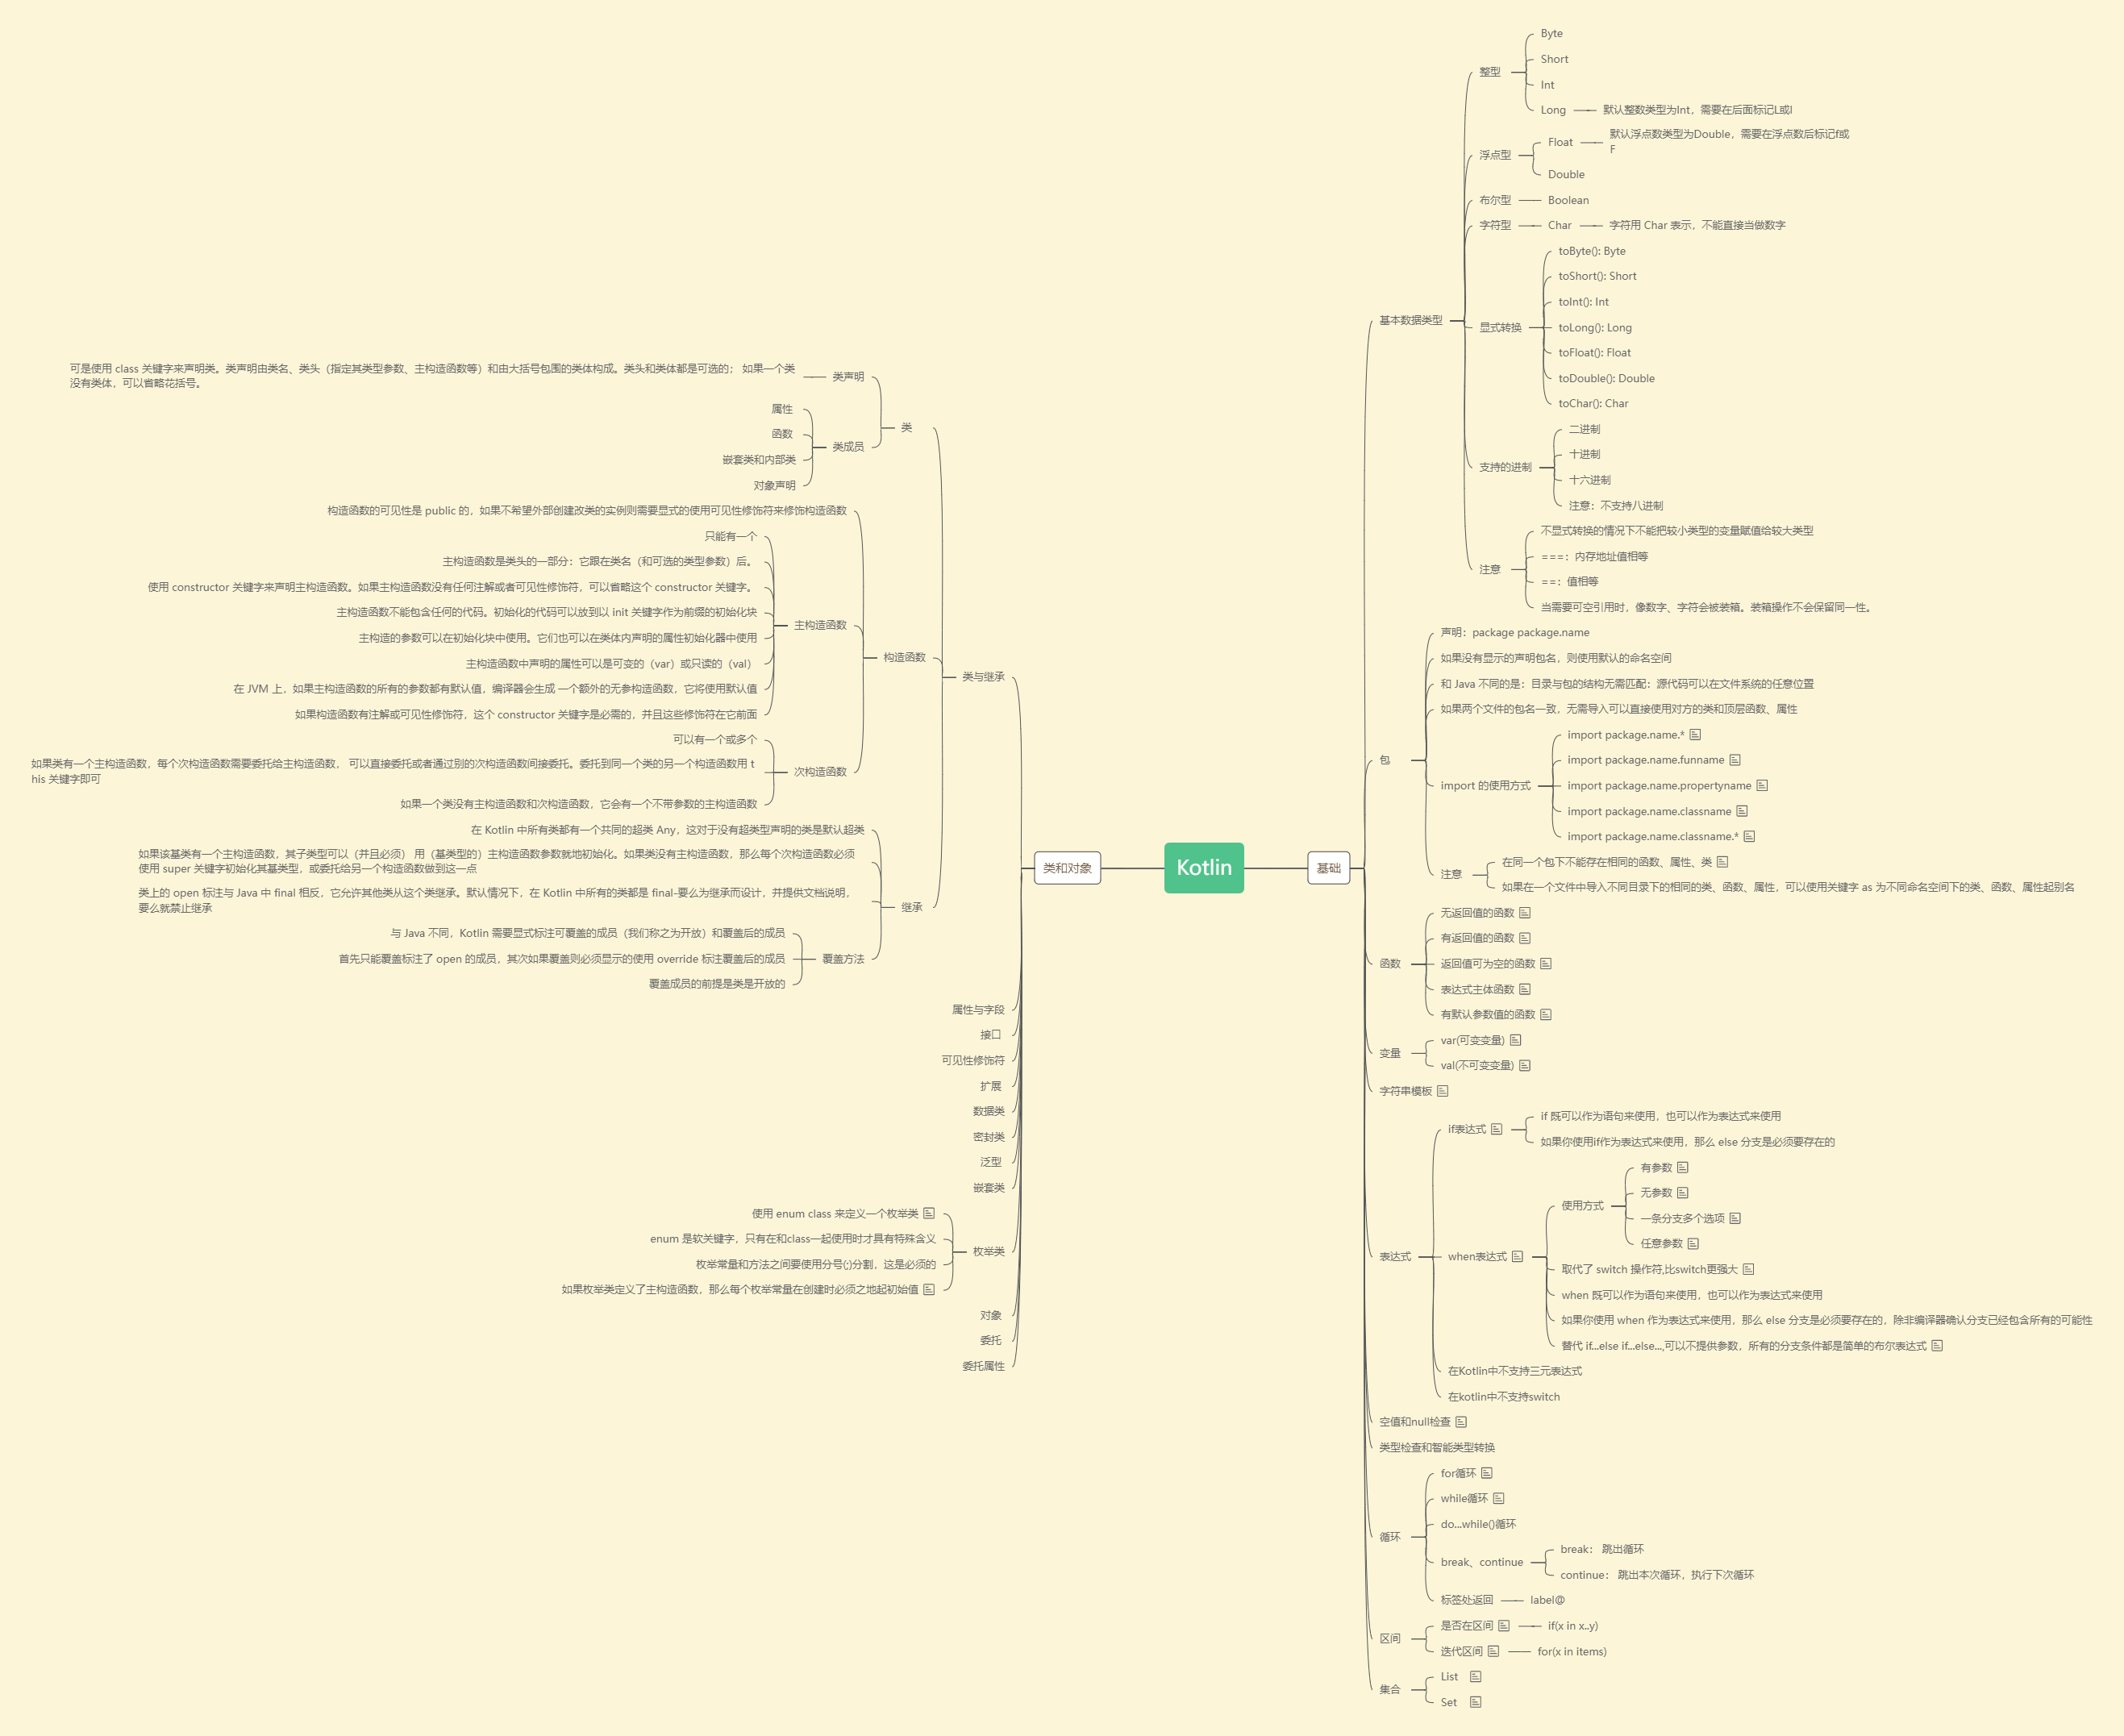 Kotlin
基础
基本数据类型
整型
Byte
Short
Int
Long
默认整数类型为Int，需要在后面标记L或l
浮点型
Float
默认浮点数类型为Double，需要在浮点数后标记f或
F
Double
布尔型
Boolean
字符型
Char
字符用 Char 表示，不能直接当做数字
显式转换
toByte(): Byte
toShort(): Short
toInt(): Int
toLong(): Long
toFloat(): Float
toDouble(): Double
toChar(): Char
支持的进制
二进制
十进制
十六进制
注意：不支持八进制
注意
不显式转换的情况下不能把较小类型的变量赋值给较大类型
===：内存地址值相等
==：值相等
当需要可空引用时，像数字、字符会被装箱。装箱操作不会保留同一性。
包
声明：package package.name
如果没有显示的声明包名，则使用默认的命名空间
和 Java 不同的是：目录与包的结构无需匹配：源代码可以在文件系统的任意位置
如果两个文件的包名一致，无需导入可以直接使用对方的类和顶层函数、属性
import 的使用方式
import package.name.*
import package.name.funname
import package.name.propertyname
import package.name.classname
import package.name.classname.*
注意
在同一个包下不能存在相同的函数、属性、类
如果在一个文件中导入不同目录下的相同的类、函数、属性，可以使用关键字 as 为不同命名空间下的类、函数、属性起别名
函数
无返回值的函数
有返回值的函数
返回值可为空的函数
表达式主体函数
有默认参数值的函数
变量
var(可变变量)
val(不可变变量)
字符串模板
表达式
if表达式
if 既可以作为语句来使用，也可以作为表达式来使用
如果你使用if作为表达式来使用，那么 else 分支是必须要存在的
when表达式
使用方式
有参数
无参数
一条分支多个选项
任意参数
取代了 switch 操作符,比switch更强大
when 既可以作为语句来使用，也可以作为表达式来使用
如果你使用 when 作为表达式来使用，那么 else 分支是必须要存在的，除非编译器确认分支已经包含所有的可能性
替代 if...else if...else...,可以不提供参数，所有的分支条件都是简单的布尔表达式
在Kotlin中不支持三元表达式
在kotlin中不支持switch
空值和null检查
类型检查和智能类型转换
循环
for循环
while循环
do...while()循环
break、continue
break： 跳出循环
continue： 跳出本次循环，执行下次循环
标签处返回
label@
区间
是否在区间
if(x in x..y)
迭代区间
for(x in items)
集合
List
Set
类和对象
类与继承
类
类声明
可是使用 class 关键字来声明类。类声明由类名、类头（指定其类型参数、主构造函数等）和由大括号包围的类体构成。类头和类体都是可选的； 如果一个类
没有类体，可以省略花括号。
类成员
属性
函数
嵌套类和内部类
对象声明
构造函数
构造函数的可见性是 public 的，如果不希望外部创建改类的实例则需要显式的使用可见性修饰符来修饰构造函数
主构造函数
只能有一个
主构造函数是类头的一部分：它跟在类名（和可选的类型参数）后。
使用 constructor 关键字来声明主构造函数。如果主构造函数没有任何注解或者可见性修饰符，可以省略这个 constructor 关键字。
主构造函数不能包含任何的代码。初始化的代码可以放到以 init 关键字作为前缀的初始化块
主构造的参数可以在初始化块中使用。它们也可以在类体内声明的属性初始化器中使用
主构造函数中声明的属性可以是可变的（var）或只读的（val）
在 JVM 上，如果主构造函数的所有的参数都有默认值，编译器会生成 一个额外的无参构造函数，它将使用默认值
如果构造函数有注解或可见性修饰符，这个 constructor 关键字是必需的，并且这些修饰符在它前面
次构造函数
可以有一个或多个
如果类有一个主构造函数，每个次构造函数需要委托给主构造函数， 可以直接委托或者通过别的次构造函数间接委托。委托到同一个类的另一个构造函数用 t
his 关键字即可
如果一个类没有主构造函数和次构造函数，它会有一个不带参数的主构造函数
继承
在 Kotlin 中所有类都有一个共同的超类 Any，这对于没有超类型声明的类是默认超类
如果该基类有一个主构造函数，其子类型可以（并且必须） 用（基类型的）主构造函数参数就地初始化。如果类没有主构造函数，那么每个次构造函数必须
使用 super 关键字初始化其基类型，或委托给另一个构造函数做到这一点
类上的 open 标注与 Java 中 final 相反，它允许其他类从这个类继承。默认情况下，在 Kotlin 中所有的类都是 final-要么为继承而设计，并提供文档说明，
要么就禁止继承
覆盖方法
与 Java 不同，Kotlin 需要显式标注可覆盖的成员（我们称之为开放）和覆盖后的成员
首先只能覆盖标注了 open 的成员，其次如果覆盖则必须显示的使用 override 标注覆盖后的成员
覆盖成员的前提是类是开放的
属性与字段
接口
可见性修饰符
扩展
数据类
密封类
泛型
嵌套类
枚举类
使用 enum class 来定义一个枚举类
enum 是软关键字，只有在和class一起使用时才具有特殊含义
枚举常量和方法之间要使用分号(;)分割，这是必须的
如果枚举类定义了主构造函数，那么每个枚举常量在创建时必须之地起初始值
对象
委托
委托属性